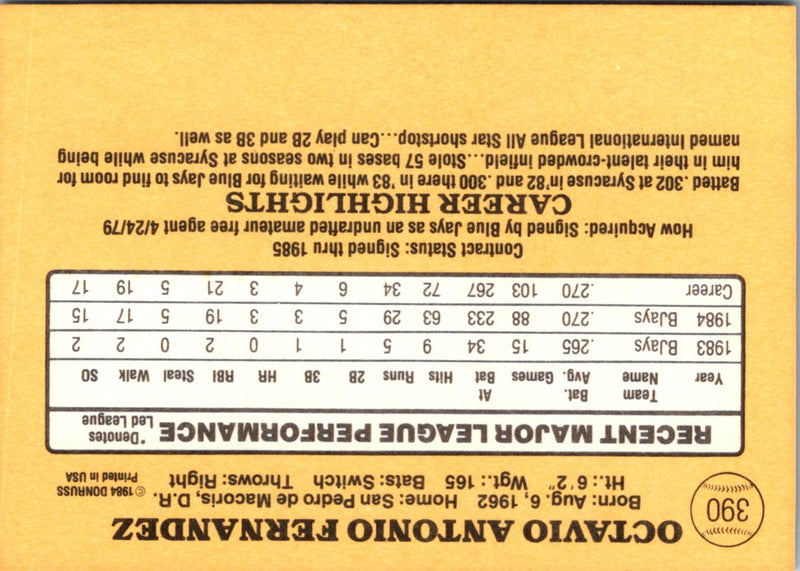 390
OCTAVIO ANTONIO FERNANDEZ
Born: Aug. 6, 1962 Home: San Pedro de Macoris, D.R.
Ht.: 6'2" Wgt.: 165 Bats: Switch Throws: Right
© 1984 DONRUSS
Printed in USA
RECENT MAJOR LEAGUE PERFORMANCE
*Denotes
Led League
Year Team Name Bat. Avg. Games At Bat Hits Runs 2B 3B HR RBI Steal Walk SO
1983 BJays .265 15 34 9 5 1 1 0 2 0 2 2
1984 BJays .270 88 233 63 29 5 3 3 19 5 17 15
Career .270 103 267 72 34 6 4 3 21 5 19 17
Contract Status: Signed thru 1985
How Acquired: Signed by Blue Jays as an undrafted amateur free agent 4/24/79
CAREER HIGHLIGHTS
Batted .302 at Syracuse in '82 and .300 there in '83 while waiting for Blue Jays to find room for
him in their talent-crowded infield...Stole 57 bases in two seasons at Syracuse while being
named International League All Star shortstop...Can play 2B and 3B as well.